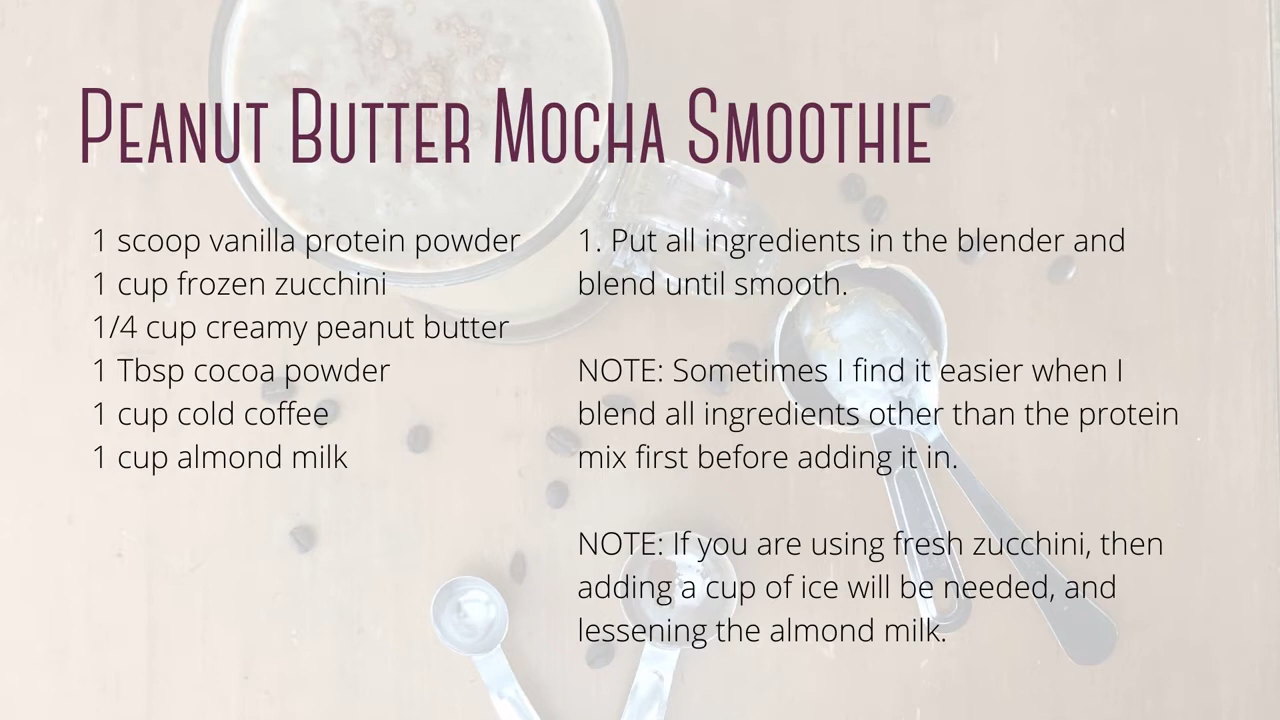 Peanut Butter Mocha Smoothie
1 scoop vanilla protein powder
1 cup frozen zucchini
1/4 cup creamy peanut butter
1 Tbsp cocoa powder
1 cup cold coffee
1 cup almond milk
1. Put all ingredients in the blender and
blend until smooth.
NOTE: Sometimes I find it easier when I
blend all ingredients other than the protein
mix first before adding it in.
NOTE: If you are using fresh zucchini, then
adding a cup of ice will be needed, and
lessening the almond milk.